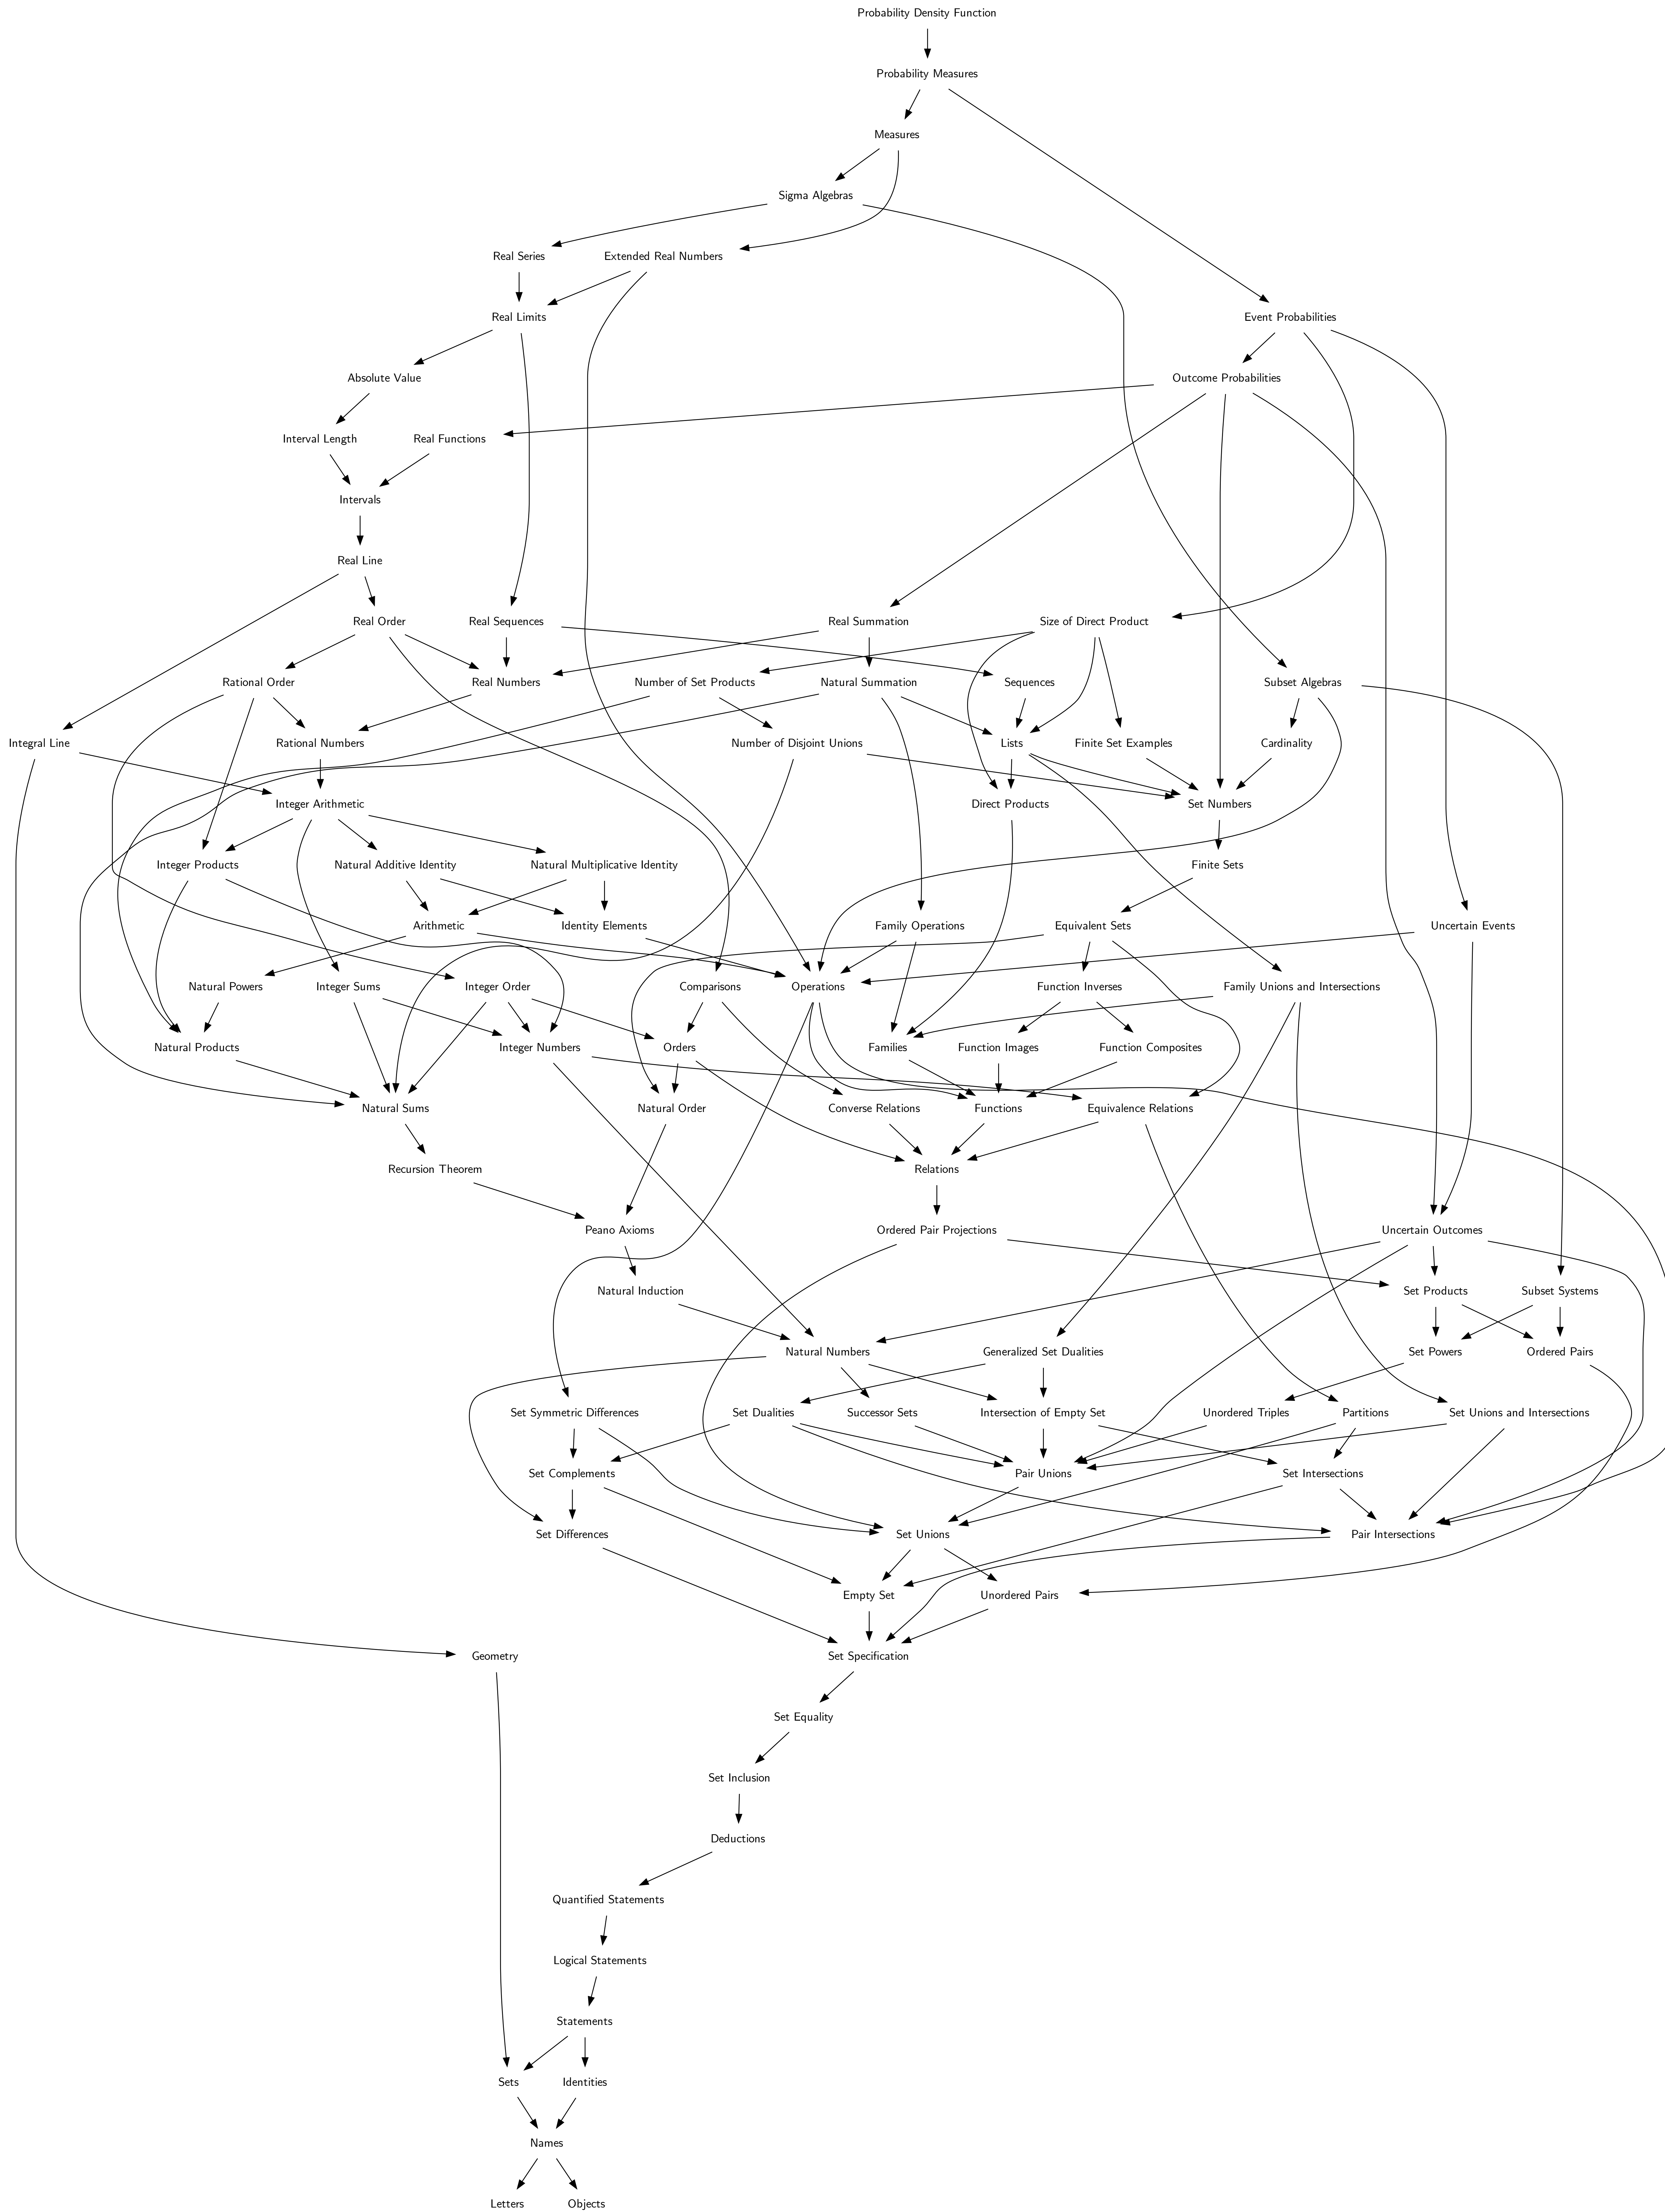 Probability Density Function
Probability Measures
Measures
Sigma Algebras
Real Series
Extended Real Numbers
Real Limits
Event Probabilities
Absolute Value
Outcome Probabilities
Interval Length
Real Functions
Intervals
Real Line
Real Order
Real Sequences
Real Summation
Size of Direct Product
Rational Order
Real Numbers
Number of Set Products
Natural Summation
Sequences
Subset Algebras
Integral Line
Rational Numbers
Number of Disjoint Unions
Lists
Finite Set Examples
Cardinality
Integer Arithmetic
Direct Products
Set Numbers
Integer Products
Natural Additive Identity
Natural Multiplicative Identity
Finite Sets
Arithmetic
Identity Elements
Family Operations
Equivalent Sets
Uncertain Events
Natural Powers
Integer Sums
Integer Order
Comparisons
Operations
Function Inverses
Family Unions and Intersections
Natural Products
Integer Numbers
Orders
Families
Function Images
Function Composites
Natural Sums
Natural Order
Converse Relations
Functions
Equivalence Relations
Recursion Theorem
Relations
Peano Axioms
Ordered Pair Projections
Uncertain Outcomes
Natural Induction
Set Products
Subset Systems
Natural Numbers
Generalized Set Dualities
Set Powers
Ordered Pairs
Set Symmetric Differences
Set Dualities
Successor Sets
Intersection of Empty Set
Unordered Triples
Partitions
Set Unions and Intersections
Set Complements
Pair Unions
Set Intersections
Set Differences
Set Unions
Pair Intersections
Empty Set
Unordered Pairs
Geometry
Set Specification
Set Equality
Set Inclusion
Deductions
Quantified Statements
Logical Statements
Statements
Sets
Identities
Names
Letters
Objects